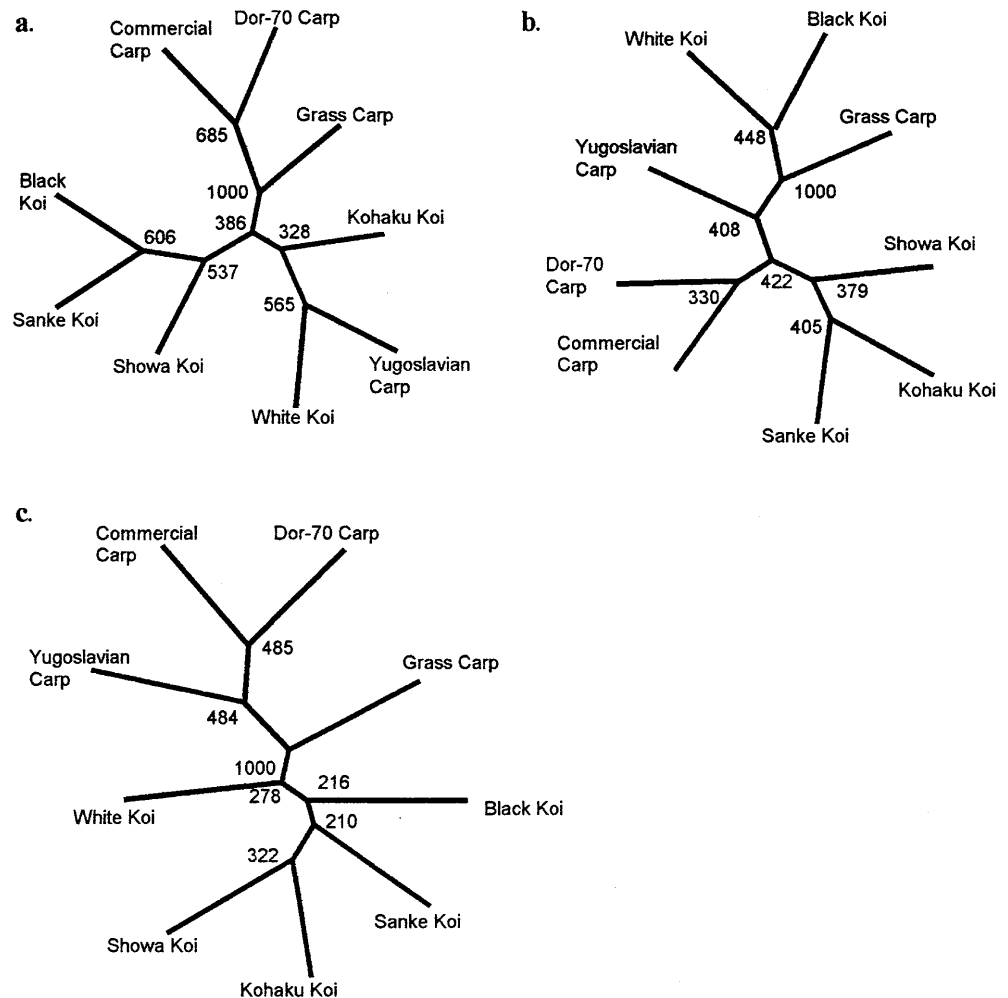 a.
Commercial
Carp
Dor-70 Carp
Grass Carp
685
1000
Black
Koi
606
386
328
Kohaku Koi
537
565
Sanke Koi
Showa Koi
Yugoslavian
Carp
White Koi
b.
White Koi
Black Koi
448
Grass Carp
Yugoslavian
Carp
1000
408
Showa Koi
Dor-70
Carp
422
379
330
405
Commercial
Carp
Kohaku Koi
Sanke Koi
c.
Commercial
Carp
Dor-70 Carp
485
Yugoslavian
Carp
Grass Carp
484
1000
278
216
White Koi
Black Koi
210
322
Sanke Koi
Showa Koi
Kohaku Koi